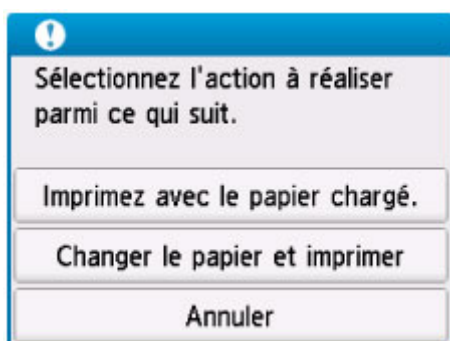 Sélectionnez l'action à réaliser
parmi ce qui suit.
Imprimez avec le papier chargé.
Changer le papier et imprimer
Annuler